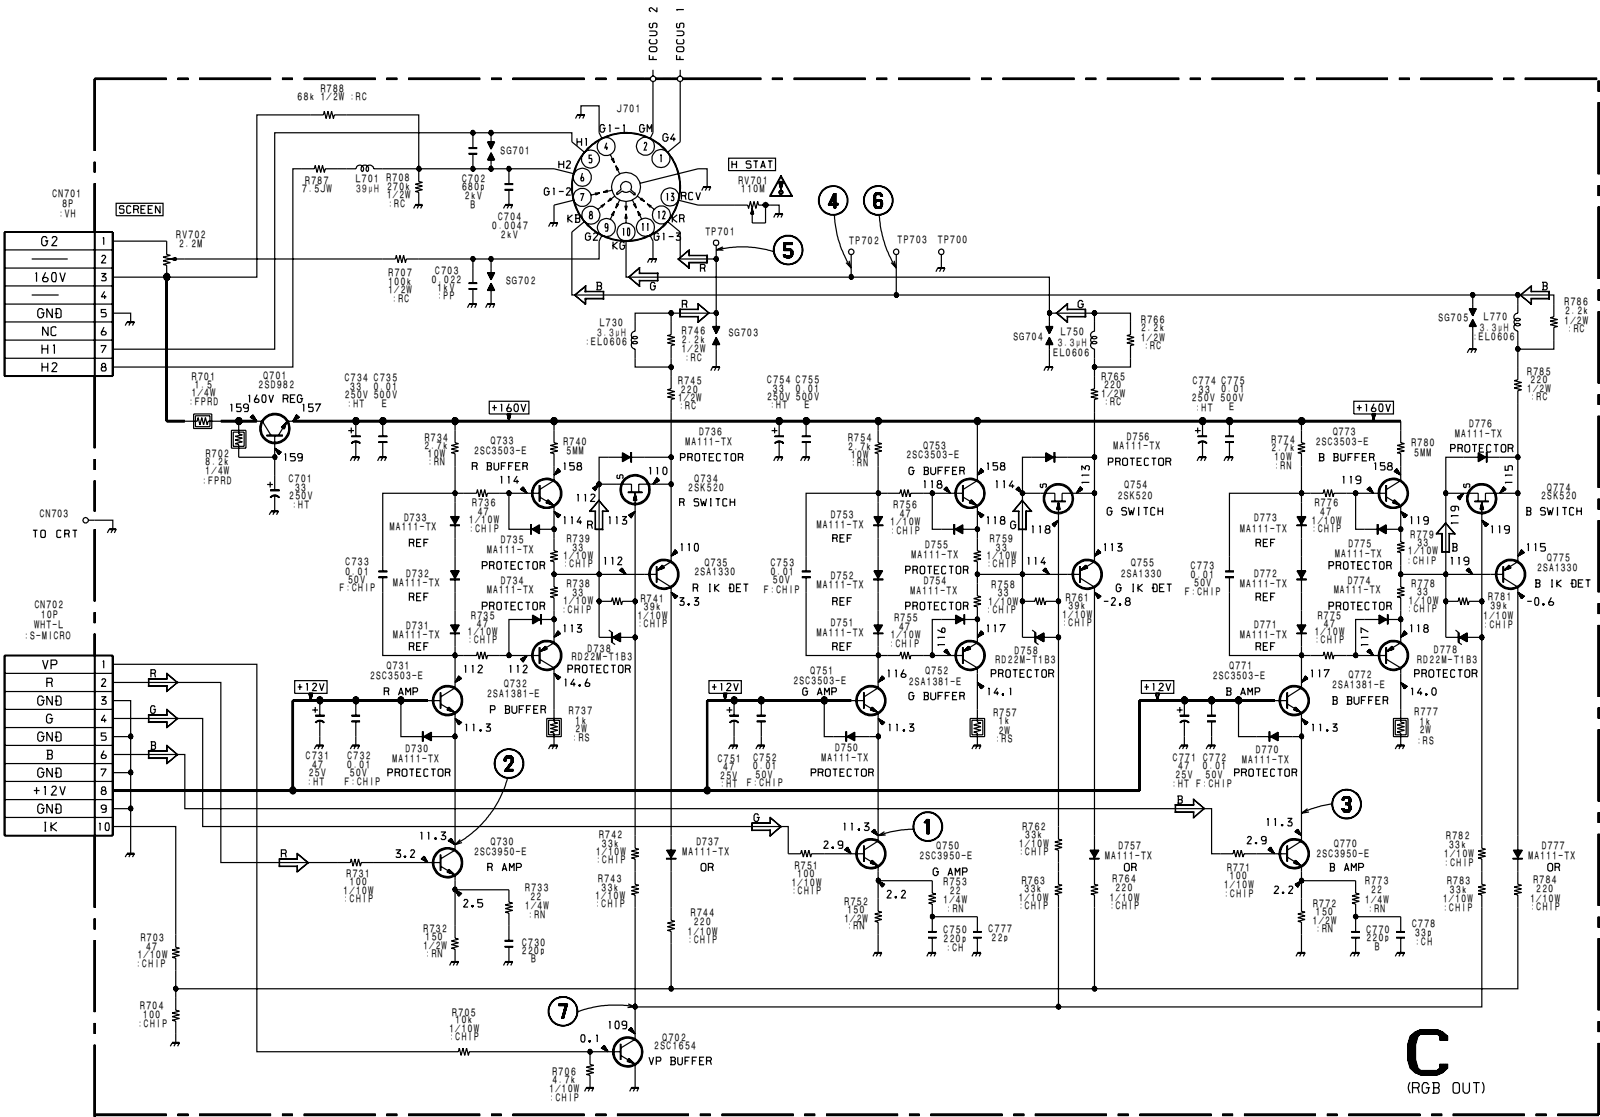 FOCUS 2
FOCUS 1
R788
68k 1/2W :RC
J701
G1-1
GM
G4
H1
H2
G1-2
KB
G2
KG
G1-3
KR
RCV
4
2
1
5
6
7
8
9
10
11
12
13
SG701
R787
7.5JW
L701
39µH
R708
270k
1/2W
:RC
C702
680p
2kV
B
C704
0.0047
2kV
H STAT
RV701
110M
CN701
8P
:VH
SCREEN
RV702
2.2M
G2 1
2
160V 3
4
GND 5
NC 6
H1 7
H2 8
R707
100k
1/2W
:RC
C703
0.022
1kV
:PP
SG702
TP701
5
4
6
TP702
TP703
TP700
R
G
B
R
G
B
L730
3.3µH
:EL0606
R746
2.2k
1/2W
:RC
SG703
SG704
L750
3.3µH
EL0606
R766
2.2k
1/2W
:RC
SG705
L770
3.3µH
:EL0606
R786
2.2k
1/2W
:RC
R701
1.5
1/4W
:FPRD
Q701
2SD982
160V REG
159
157
159
R702
8.2k
1/4W
:FPRD
C701
33
250V
:HT
C734
33
250V
:HT
C735
0.01
500V
E
+160V
R745
220
1/2W
:RC
C754
33
250V
:HT
C755
0.01
500V
E
R765
220
1/2W
:RC
C774
33
250V
:HT
C775
0.01
500V
E
+160V
R785
220
1/2W
:RC
R734
2.7k
10W
:RN
Q733
2SC3503-E
R BUFFER
114
158
R740
5MM
D736
MA111-TX
PROTECTOR
110
Q734
2SK520
R SWITCH
112
113
S
R
R736
47
1/10W
:CHIP
114
D735
MA111-TX
PROTECTOR
R739
33
1/10W
:CHIP
D733
MA111-TX
REF
D732
MA111-TX
REF
D731
MA111-TX
REF
C733
0.01
50V
F:CHIP
D734
MA111-TX
PROTECTOR
R738
33
1/10W
:CHIP
112
110
Q735
2SA1330
R IK DET
3.3
R741
39k
1/10W
:CHIP
R735
47
1/10W
:CHIP
113
D738
RD22M-T1B3
PROTECTOR
112
Q731
2SC3503-E
R AMP
112
Q732
2SA1381-E
P BUFFER
14.6
R737
1k
2W
:RS
+12V
11.3
C731
47
25V
:HT
C732
0.01
50V
F:CHIP
D730
MA111-TX
PROTECTOR
R754
2.7k
10W
:RN
Q753
2SC3503-E
G BUFFER
118
158
D756
MA111-TX
PROTECTOR
113
Q754
2SK520
G SWITCH
114
118
S
G
R756
47
1/10W
:CHIP
118
D755
MA111-TX
PROTECTOR
R759
33
1/10W
:CHIP
D753
MA111-TX
REF
D752
MA111-TX
REF
D751
MA111-TX
REF
C753
0.01
50V
F:CHIP
D754
MA111-TX
PROTECTOR
R758
33
1/10W
:CHIP
114
113
Q755
2SA1330
G IK DET
-2.8
R761
39k
1/10W
:CHIP
R755
47
1/10W
:CHIP
116
117
D758
RD22M-T1B3
PROTECTOR
Q751
2SC3503-E
G AMP
116
Q752
2SA1381-E
G BUFFER
14.1
R757
1k
2W
:RS
+12V
11.3
C751
47
25V
:HT
C752
0.01
50V
F:CHIP
D750
MA111-TX
PROTECTOR
R774
2.7k
10W
:RN
Q773
2SC3503-E
B BUFFER
119
158
R780
5MM
D776
MA111-TX
PROTECTOR
115
Q774
2SK520
B SWITCH
119
119
S
B
R776
47
1/10W
:CHIP
119
D775
MA111-TX
PROTECTOR
R779
33
1/10W
:CHIP
D773
MA111-TX
REF
D772
MA111-TX
REF
D771
MA111-TX
REF
C773
0.01
50V
F:CHIP
D774
MA111-TX
PROTECTOR
R778
33
1/10W
:CHIP
119
115
Q775
2SA1330
B IK DET
-0.6
R781
39k
1/10W
:CHIP
R775
47
1/10W
:CHIP
117
118
D778
RD22M-T1B3
PROTECTOR
Q771
2SC3503-E
B AMP
117
Q772
2SA1381-E
B BUFFER
14.0
R777
1k
2W
:RS
+12V
11.3
C771
47
25V
:HT
C772
0.01
50V
F:CHIP
D770
MA111-TX
PROTECTOR
CN703
TO CRT
CN702
10P
WHT-L
:S-MICRO
VP 1
R 2
GND 3
G 4
GND 5
B 6
GND 7
+12V 8
GND 9
IK 10
R
G
B
2
1
3
R
G
B
11.3
3.2
Q730
2SC3950-E
R AMP
2.5
R731
100
1/10W
:CHIP
R732
150
1/2W
:RN
R733
22
1/4W
:RN
C730
220p
B
R742
33k
1/10W
:CHIP
R743
33k
1/10W
:CHIP
D737
MA111-TX
OR
R744
220
1/10W
:CHIP
11.3
2.9
Q750
2SC3950-E
G AMP
2.2
R751
100
1/10W
:CHIP
R752
150
1/2W
:RN
R753
22
1/4W
:RN
C750
220p
:CH
C777
22p
R762
33k
1/10W
:CHIP
R763
33k
1/10W
:CHIP
D757
MA111-TX
OR
R764
220
1/10W
:CHIP
11.3
2.9
Q770
2SC3950-E
B AMP
2.2
R771
100
1/10W
:CHIP
R772
150
1/2W
:RN
R773
22
1/4W
:RN
C770
220p
B
C778
33p
:CH
R782
33k
1/10W
:CHIP
R783
33k
1/10W
:CHIP
D777
MA111-TX
OR
R784
220
1/10W
:CHIP
R703
47
1/10W
:CHIP
R704
100
:CHIP
R705
10k
1/10W
:CHIP
7
109
0.1
Q702
2SC1654
VP BUFFER
R706
4.7k
1/10W
:CHIP
C
(RGB OUT)